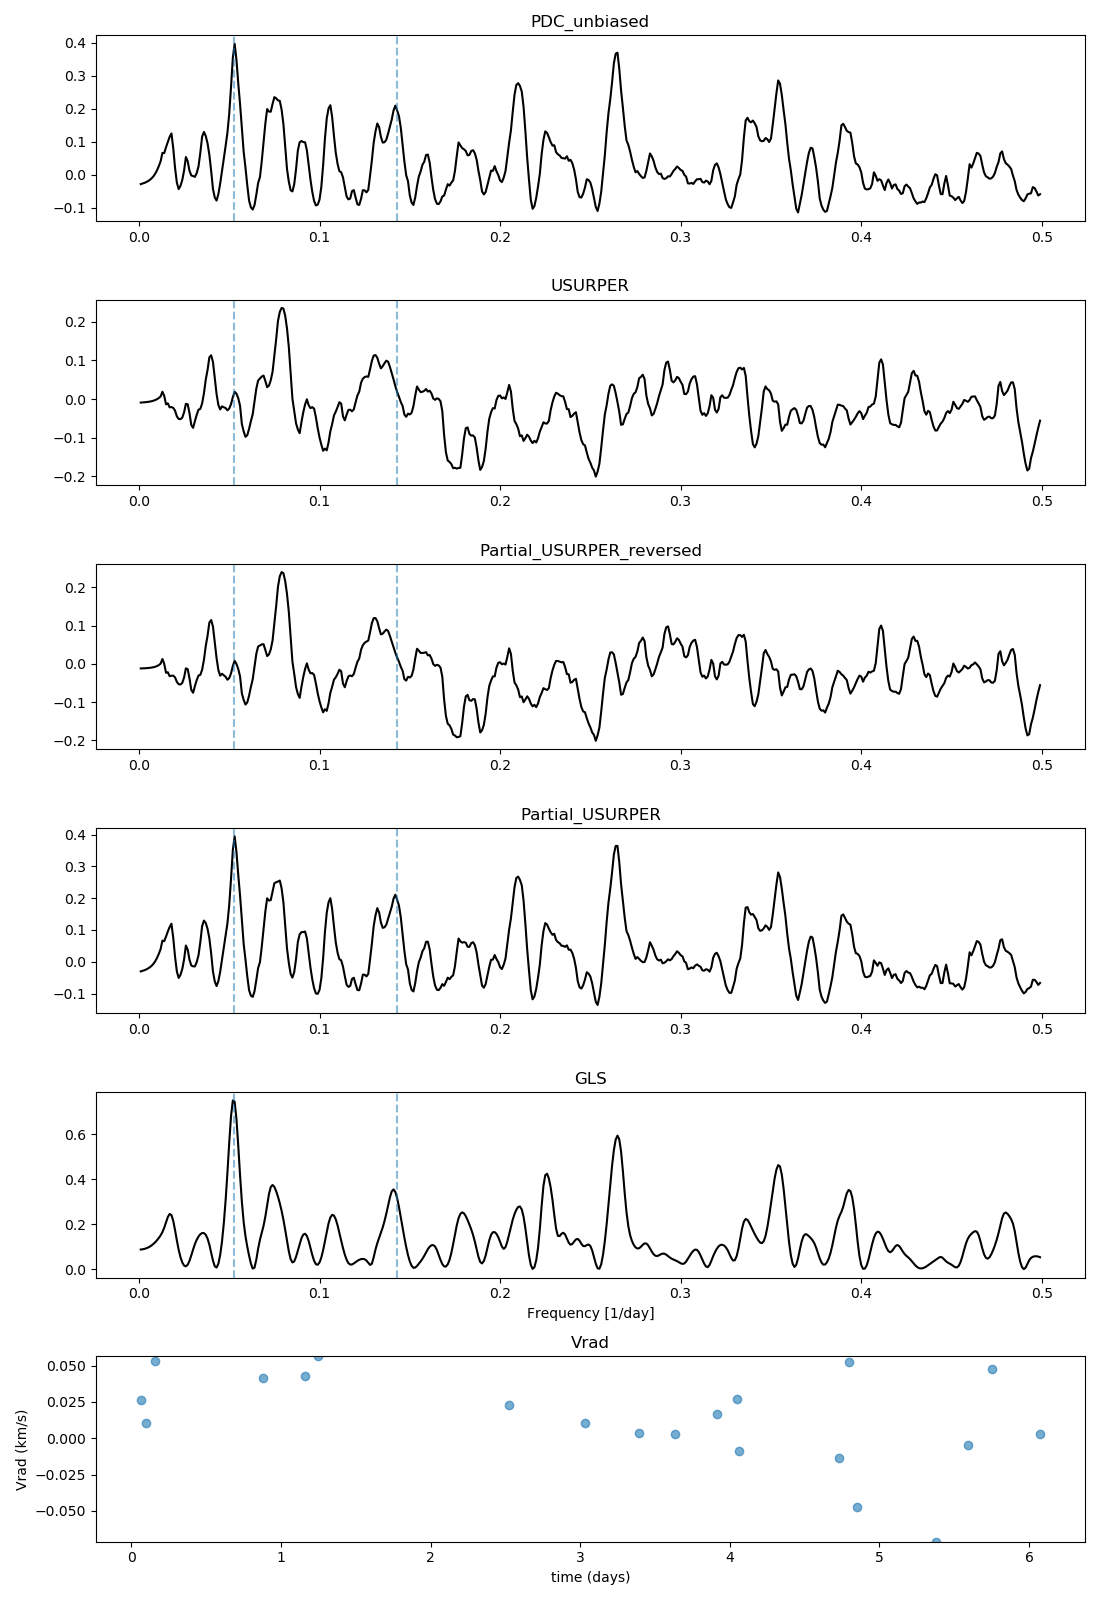 PDC_unbiased
0.4
0.3
0.2
0.1
0.0
−0.1
0.0 0.1 0.2 0.3 0.4 0.5
USURPER
0.2
0.1
0.0
−0.1
−0.2
0.0 0.1 0.2 0.3 0.4 0.5
Partial_USURPER_reversed
0.2
0.1
0.0
−0.1
−0.2
0.0 0.1 0.2 0.3 0.4 0.5
Partial_USURPER
0.4
0.3
0.2
0.1
0.0
−0.1
0.0 0.1 0.2 0.3 0.4 0.5
GLS
0.6
0.4
0.2
0.0
0.0 0.1 0.2 0.3 0.4 0.5
Frequency [1/day]
Vrad
Vrad (km/s)
0.050
0.025
0.000
−0.025
−0.050
0 1 2 3 4 5 6
time (days)